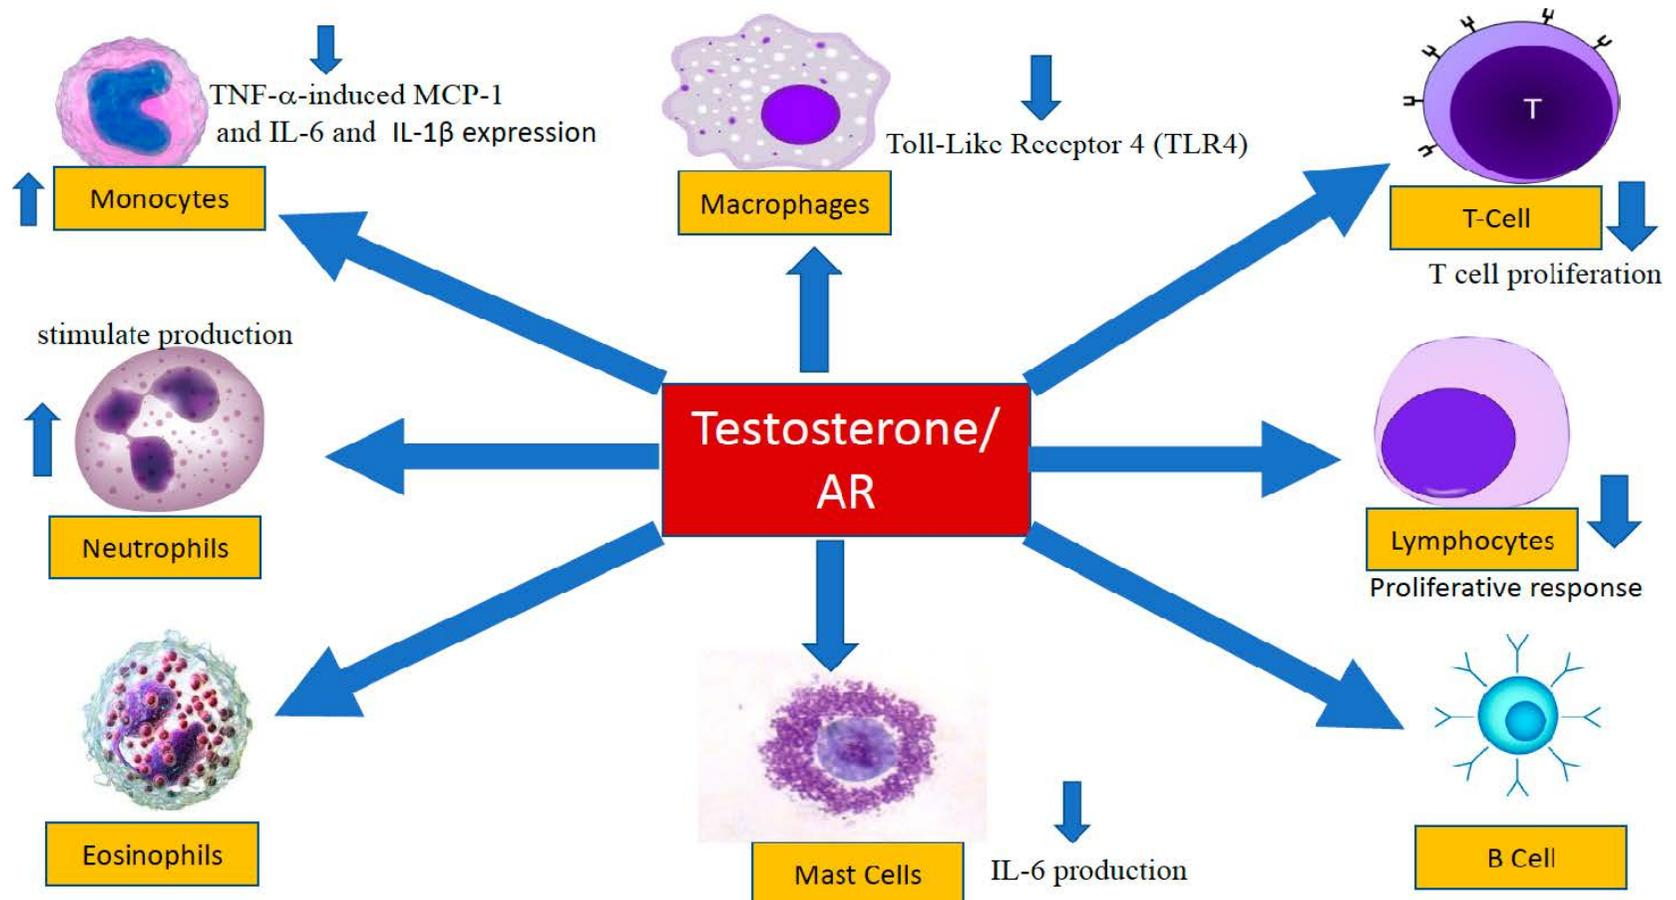 TNF-α-induced MCP-1
and IL-6 and IL-1β expression
Monocytes
Macrophages
Toll-Like Receptor 4 (TLR4)
T
T-Cell
T cell proliferation
stimulate production
Neutrophils
Testosterone/
AR
Lymphocytes
Proliferative response
Eosinophils
Mast Cells
IL-6 production
B Cell